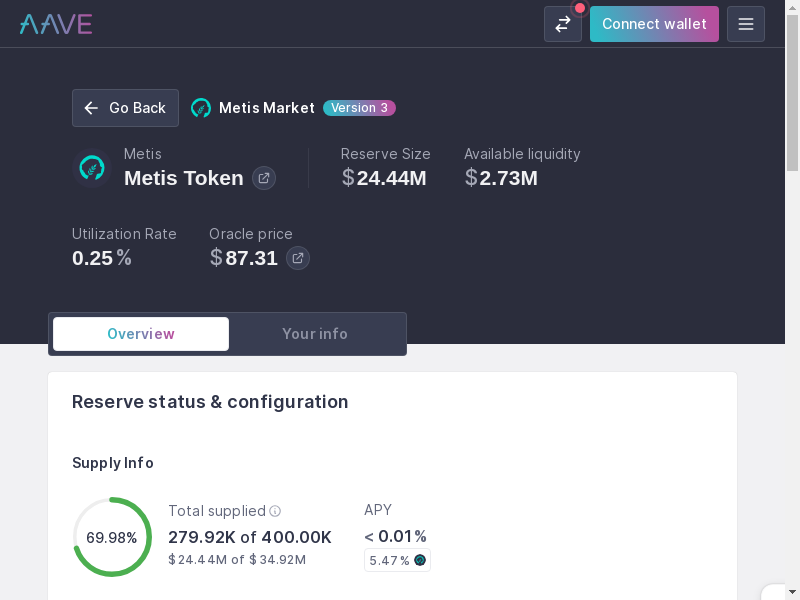 AAVE
Connect wallet
Go Back
Metis Market
Version 3
Metis
Metis Token
Reserve Size
$24.44M
Available liquidity
$2.73M
Utilization Rate
0.25%
Oracle price
$87.31
Overview
Your info
Reserve status & configuration
Supply Info
69.98%
Total supplied
279.92K of 400.00K
$24.44M of $34.92M
APY
< 0.01%
5.47%